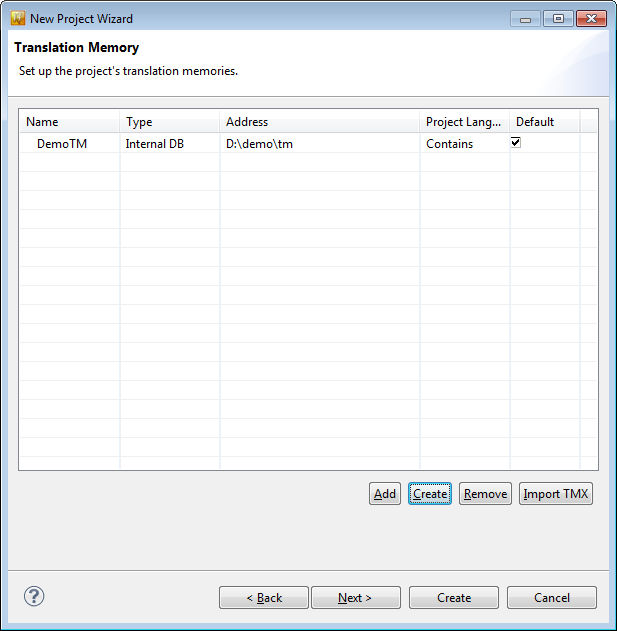 New Project Wizard
Translation Memory
Set up the project's translation memories.
Name Type Address Project Lang... Default
DemoTM Internal DB D:\demo\tm Contains
Add Create Remove Import TMX
? < Back Next > Create Cancel